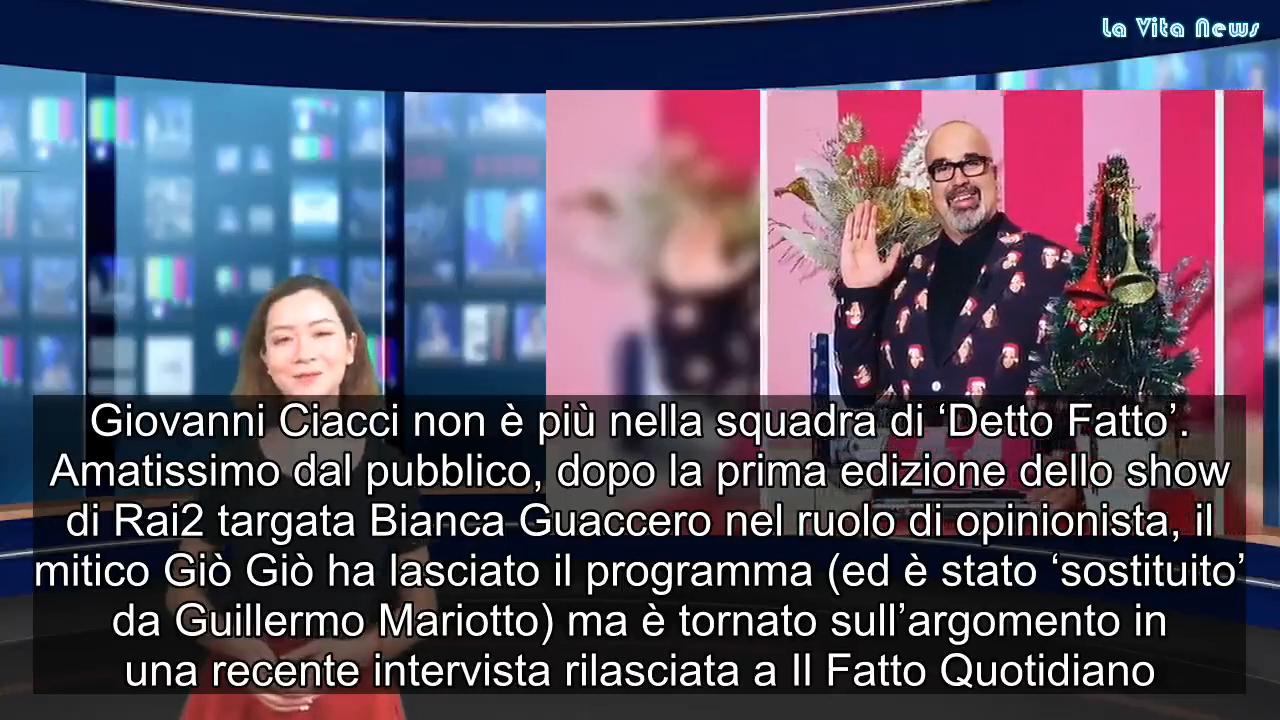 La Vita News
Giovanni Ciacci non è più nella squadra di ‘Detto Fatto’.
Amatissimo dal pubblico, dopo la prima edizione dello show
di Rai2 targata Bianca Guaccero nel ruolo di opinionista, il
mitico Giò Giò ha lasciato il programma (ed è stato ‘sostituito’
da Guillermo Mariotto) ma è tornato sull’argomento in
una recente intervista rilasciata a Il Fatto Quotidiano